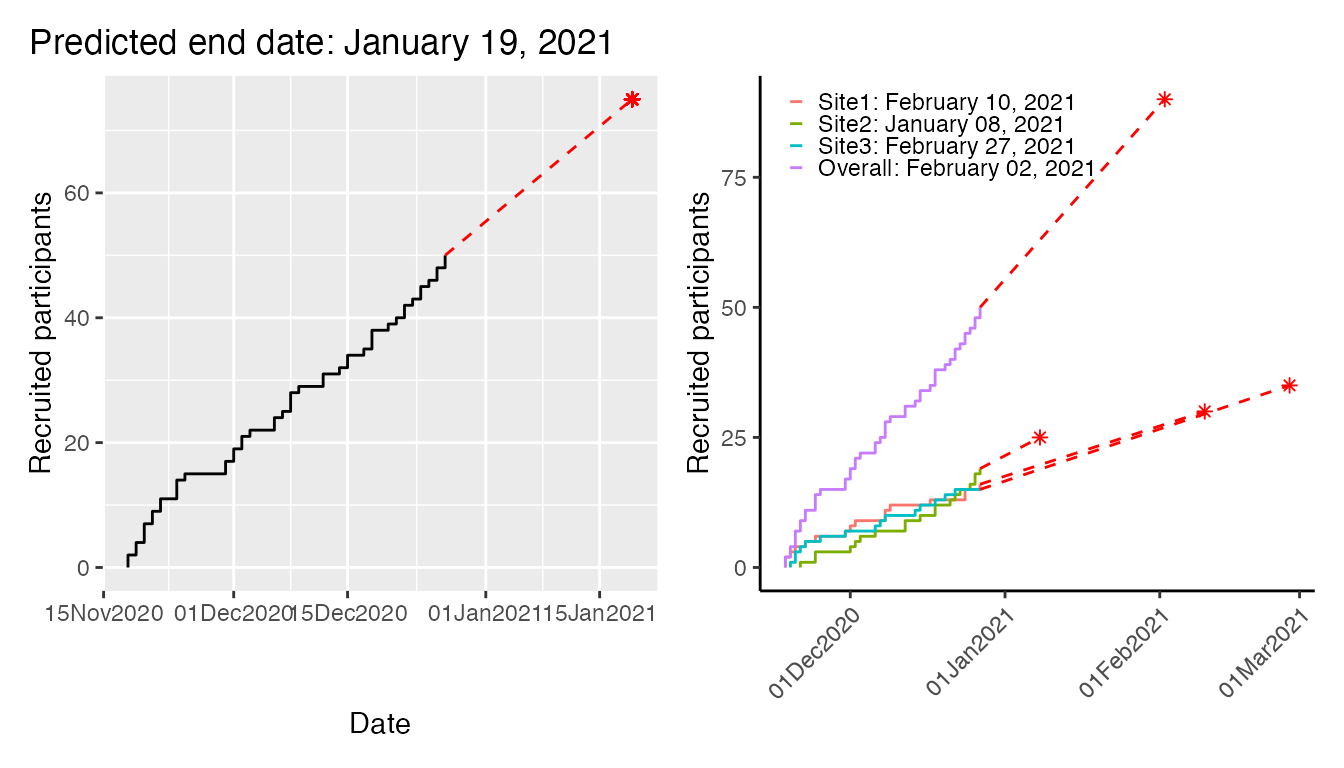 Predicted end date: January 19, 2021
Recruited participants
60
40
20
0
15Nov2020
01Dec2020
15Dec2020
01Jan2021
15Jan2021
Date
Site1: February 10, 2021
Site2: January 08, 2021
Site3: February 27, 2021
Overall: February 02, 2021
Recruited participants
75
50
25
0
01Dec2020
01Jan2021
01Feb2021
01Mar2021